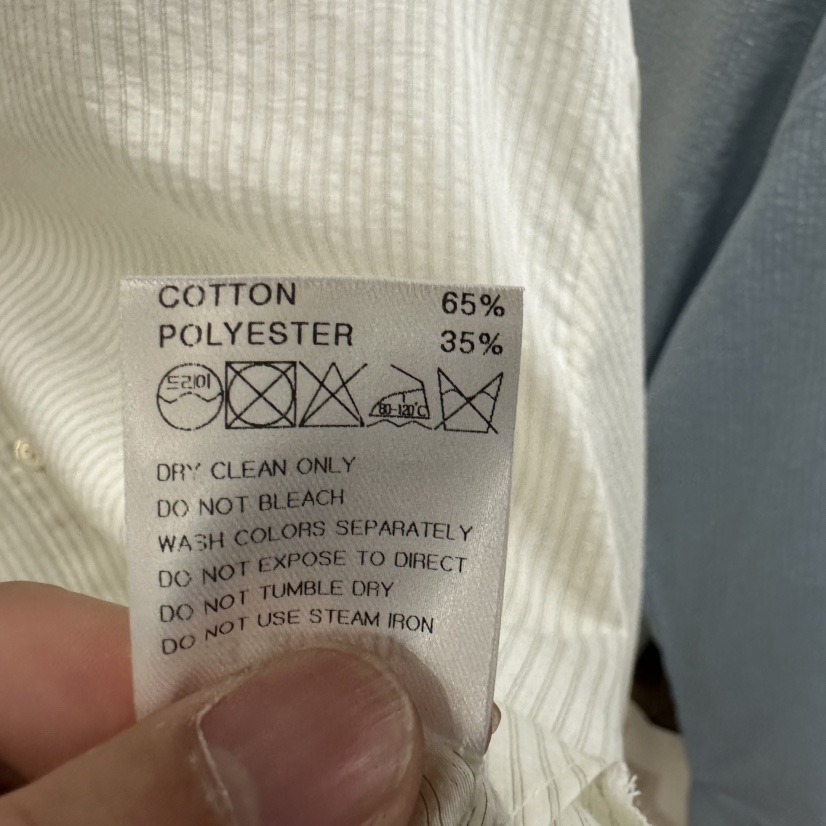 COTTON 65%
POLYESTER 35%
드라이
80-120°C
DRY CLEAN ONLY
DO NOT BLEACH
WASH COLORS SEPARATELY
DO NOT EXPOSE TO DIRECT
DO NOT TUMBLE DRY
DO NOT USE STEAM IRON